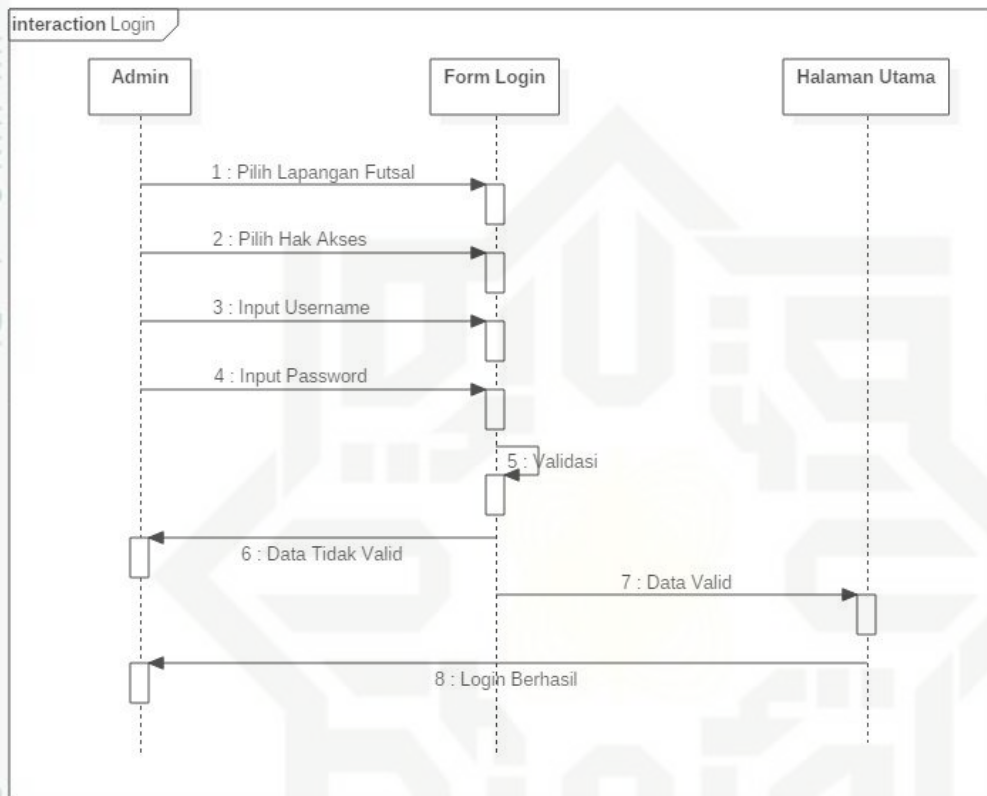 interaction Login
Admin
Form Login
Halaman Utama
1 : Pilih Lapangan Futsal
2 : Pilih Hak Akses
3 : Input Username
4 : Input Password
5 : Validasi
6 : Data Tidak Valid
7 : Data Valid
8 : Login Berhasil